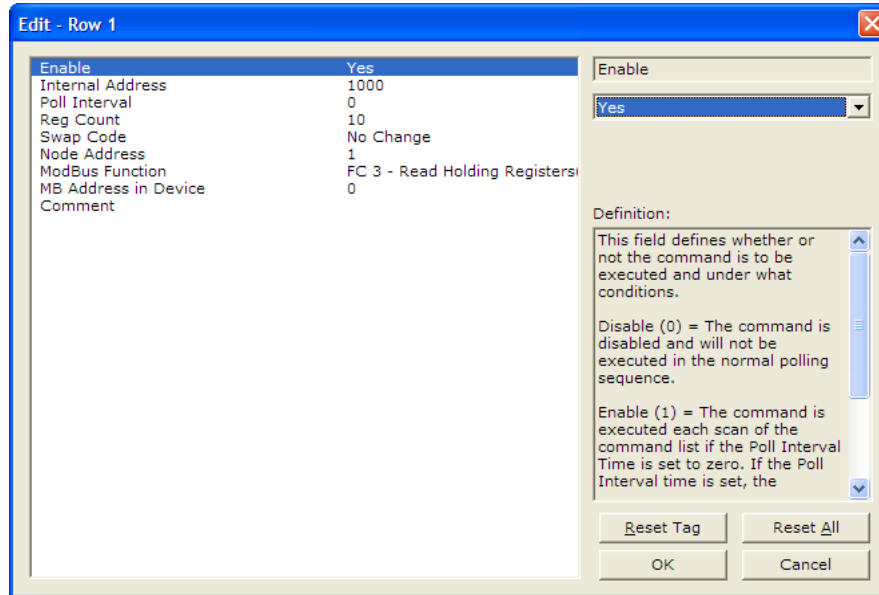 Edit - Row 1
Enable Yes
Internal Address 1000
Poll Interval 0
Reg Count 10
Swap Code No Change
Node Address 1
ModBus Function FC 3 - Read Holding Registers(
MB Address in Device 0
Comment
Enable
Yes
Definition:
This field defines whether or
not the command is to be
executed and under what
conditions.
Disable (0) = The command is
disabled and will not be
executed in the normal polling
sequence.
Enable (1) = The command is
executed each scan of the
command list if the Poll Interval
Time is set to zero. If the Poll
Interval time is set, the
Reset Tag Reset All
OK Cancel